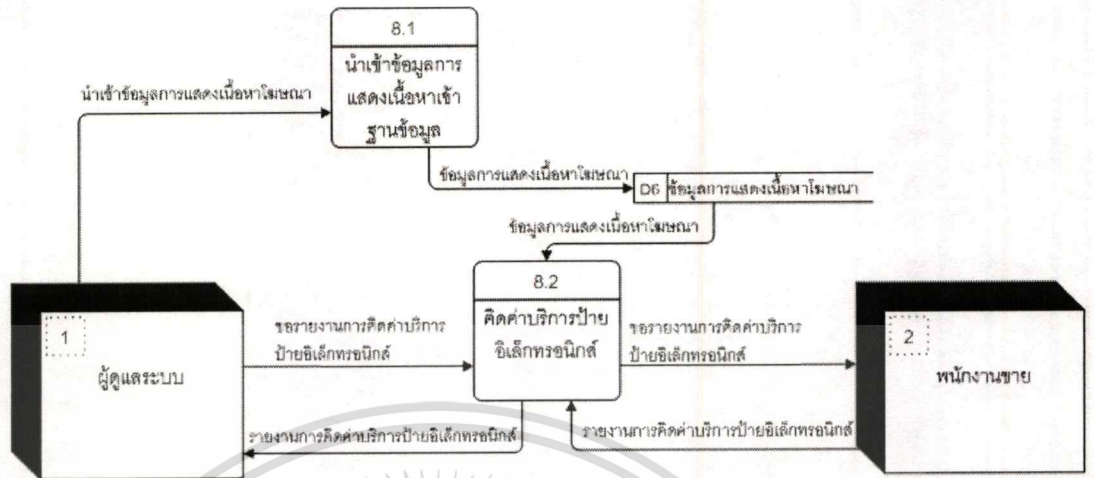 8.1
นำเข้าข้อมูลการ
แสดงเนื้อหาเข้า
ฐานข้อมูล
นำเข้าข้อมูลการแสดงเนื้อหาโฆษณา
ข้อมูลการแสดงเนื้อหาโฆษณา
D6 ข้อมูลการแสดงเนื้อหาโฆษณา
ข้อมูลการแสดงเนื้อหาโฆษณา
8.2
คิดค่าบริการป้าย
อิเล็กทรอนิกส์
1
ผู้ดูแลระบบ
ขอรายงานการคิดค่าบริการ
ป้ายอิเล็กทรอนิกส์
ขอรายงานการคิดค่าบริการ
ป้ายอิเล็กทรอนิกส์
2
พนักงานขาย
รายงานการคิดค่าบริการป้ายอิเล็กทรอนิกส์
รายงานการคิดค่าบริการป้ายอิเล็กทรอนิกส์